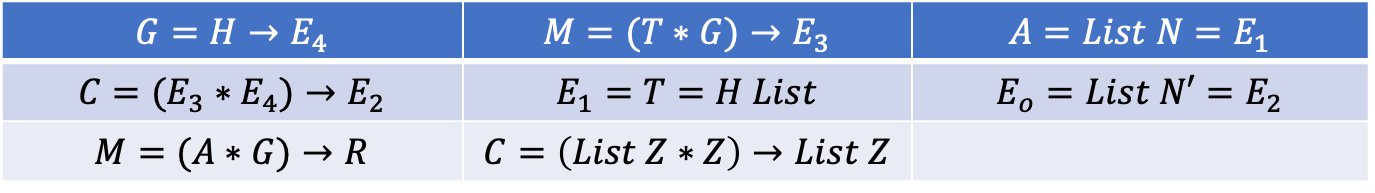 G = H → E₄
M = (T * G) → E₃
A = List N = E₁
C = (E₃ * E₄) → E₂
E₁ = T = H List
Eₒ = List N′ = E₂
M = (A * G) → R
C = (List Z * Z) → List Z